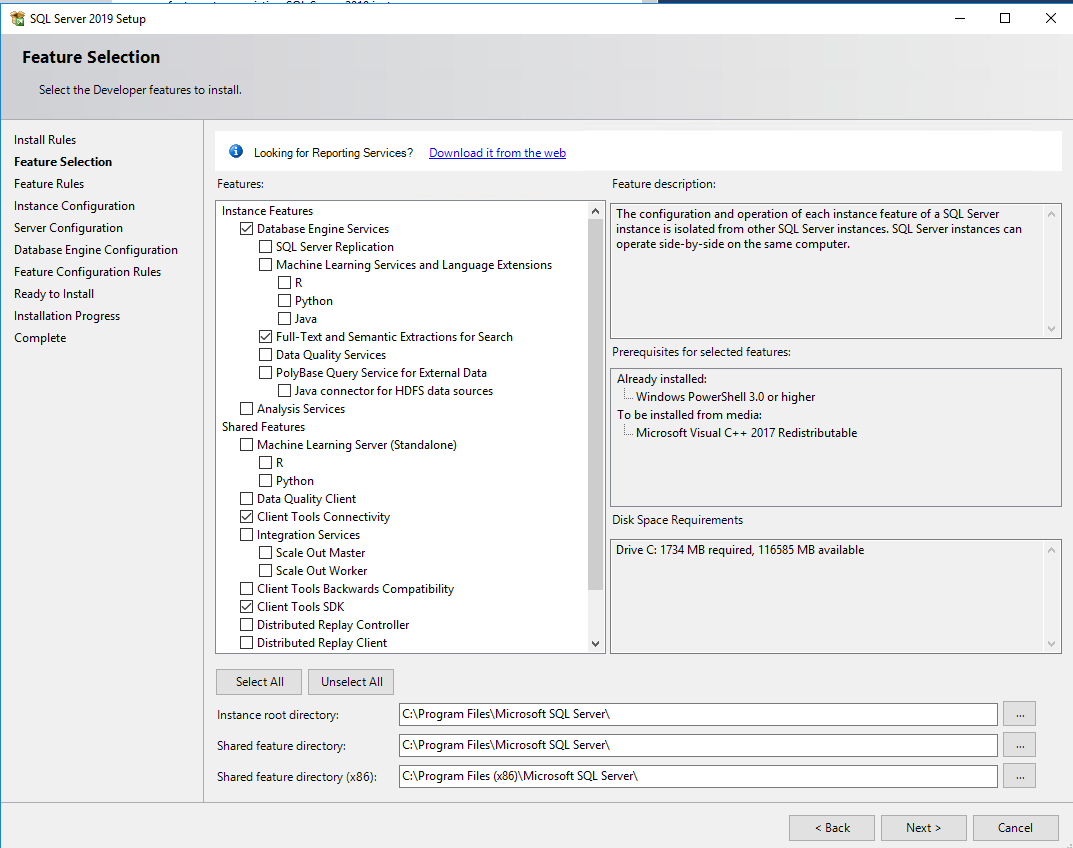 SQL Server 2019 Setup
Feature Selection
Select the Developer features to install.
Install Rules
Feature Selection
Feature Rules
Instance Configuration
Server Configuration
Database Engine Configuration
Feature Configuration Rules
Ready to Install
Installation Progress
Complete
Looking for Reporting Services? Download it from the web
Features:
Instance Features
Database Engine Services
SQL Server Replication
Machine Learning Services and Language Extensions
R
Python
Java
Full-Text and Semantic Extractions for Search
Data Quality Services
PolyBase Query Service for External Data
Java connector for HDFS data sources
Analysis Services
Shared Features
Machine Learning Server (Standalone)
R
Python
Data Quality Client
Client Tools Connectivity
Integration Services
Scale Out Master
Scale Out Worker
Client Tools Backwards Compatibility
Client Tools SDK
Distributed Replay Controller
Distributed Replay Client
Feature description:
The configuration and operation of each instance feature of a SQL Server
instance is isolated from other SQL Server instances. SQL Server instances can
operate side-by-side on the same computer.
Prerequisites for selected features:
Already installed:
Windows PowerShell 3.0 or higher
To be installed from media:
Microsoft Visual C++ 2017 Redistributable
Disk Space Requirements
Drive C: 1734 MB required, 116585 MB available
Select All
Unselect All
Instance root directory:
C:\Program Files\Microsoft SQL Server\
...
Shared feature directory:
C:\Program Files\Microsoft SQL Server\
...
Shared feature directory (x86):
C:\Program Files (x86)\Microsoft SQL Server\
...
< Back
Next >
Cancel